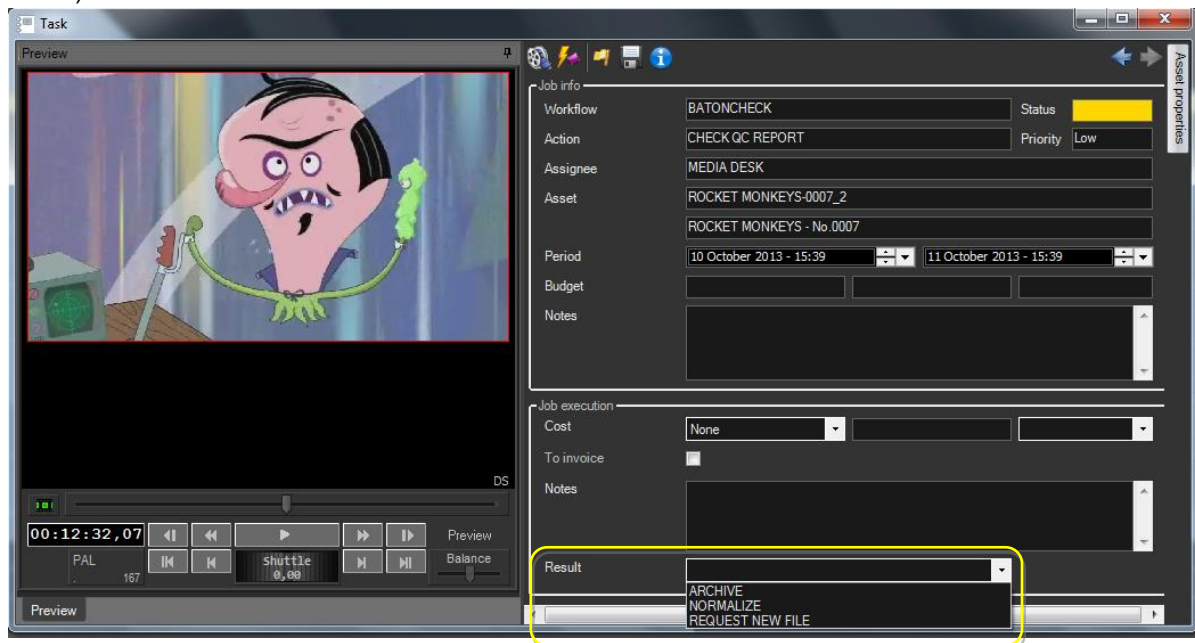 Task
Preview
Job info
Workflow BATONCHECK Status
Action CHECK QC REPORT Priority Low
Assignee MEDIA DESK
Asset ROCKET MONKEYS-0007_2
ROCKET MONKEYS - No.0007
Period 10 October 2013 - 15:39 11 October 2013 - 15:39
Budget
Notes
Asset properties
Job execution
Cost None
To invoice
Notes
Result
ARCHIVE
NORMALIZE
REQUEST NEW FILE
DS
00:12:32,07 Preview
PAL Shuttle Balance
. 167 0,00
Preview